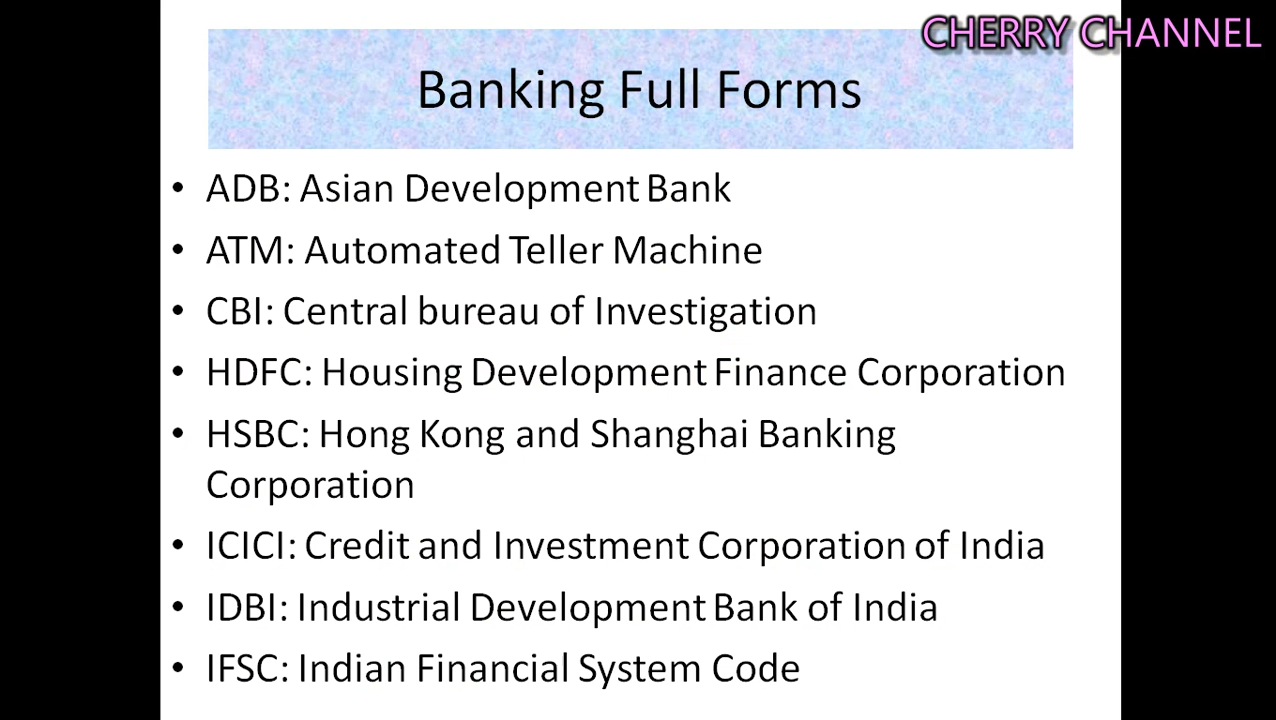 CHERRY CHANNEL
Banking Full Forms
• ADB: Asian Development Bank
• ATM: Automated Teller Machine
• CBI: Central bureau of Investigation
• HDFC: Housing Development Finance Corporation
• HSBC: Hong Kong and Shanghai Banking
Corporation
• ICICI: Credit and Investment Corporation of India
• IDBI: Industrial Development Bank of India
• IFSC: Indian Financial System Code